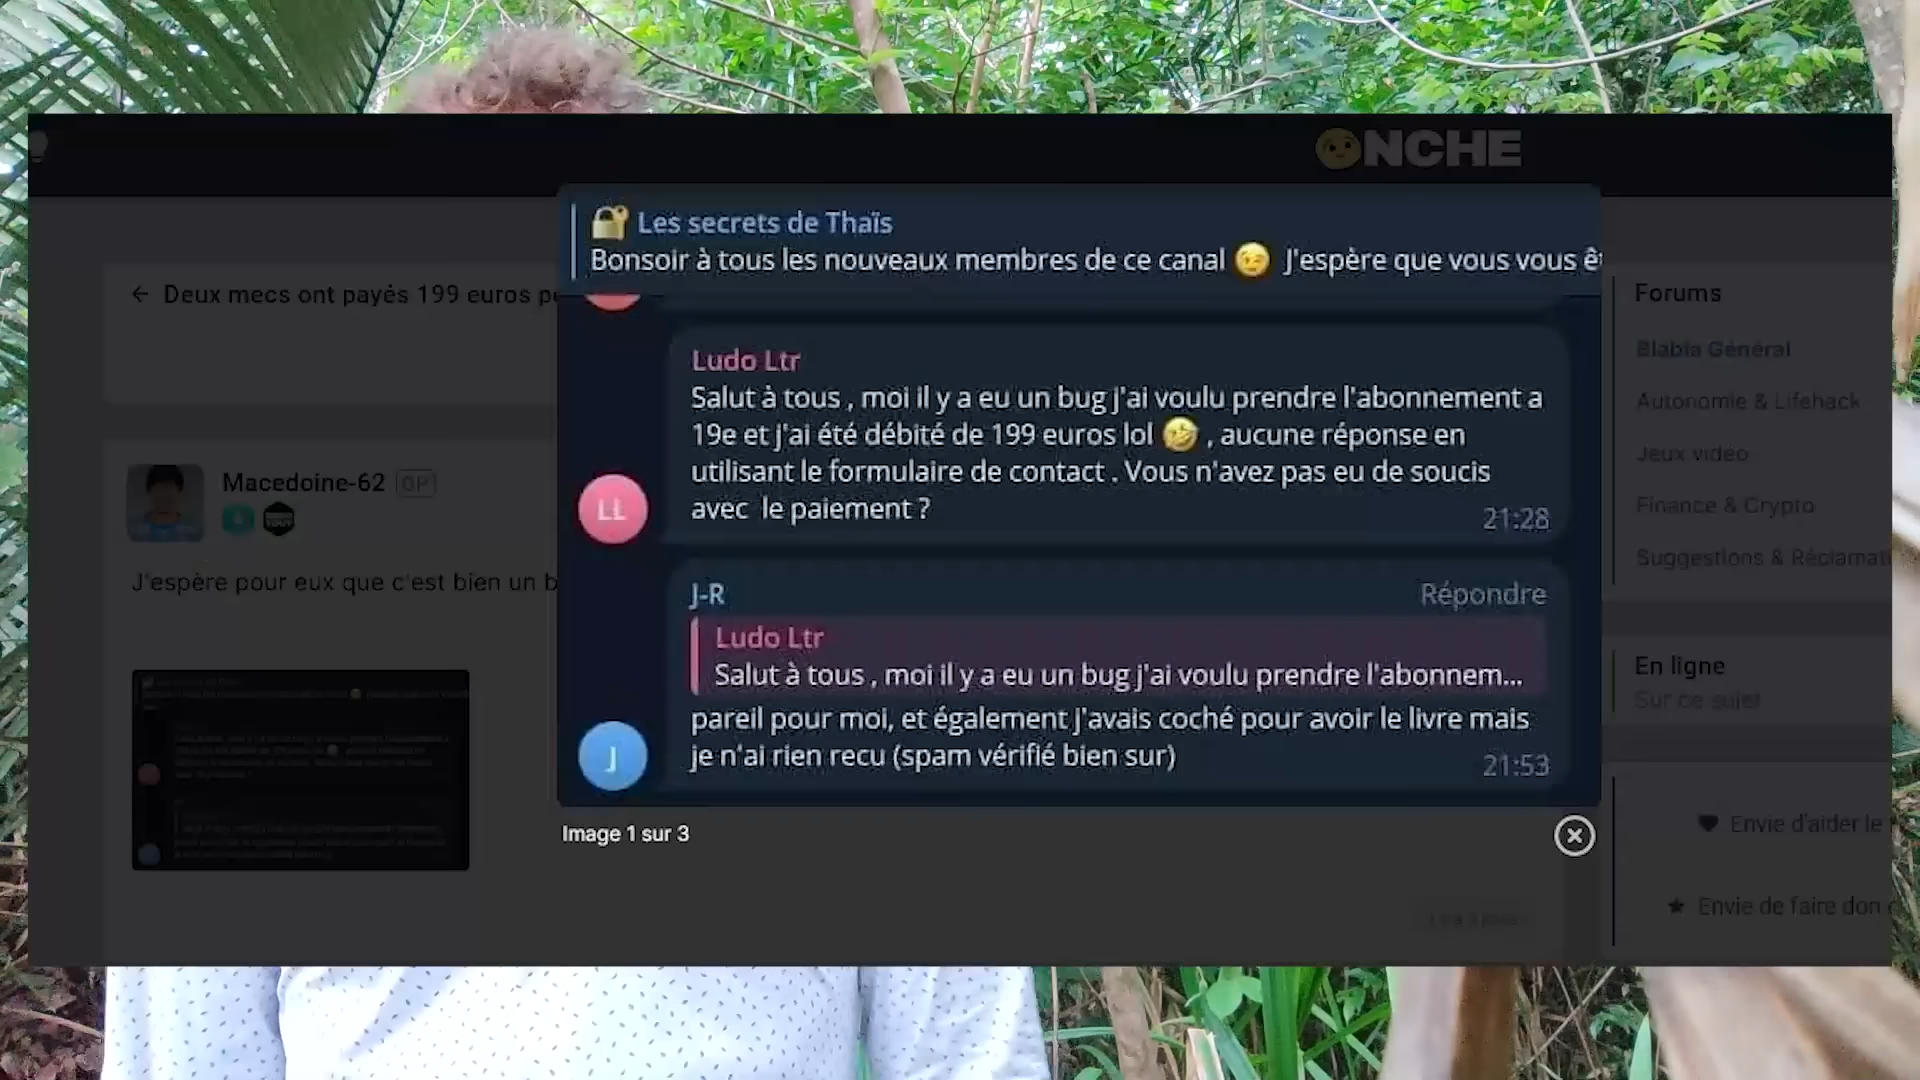 NCHE
🔐 Les secrets de Thaïs
Bonsoir à tous les nouveaux membres de ce canal 😉 J'espère que vous vous êt
← Deux mecs ont payés 199 euros p
Ludo Ltr
Salut à tous , moi il y a eu un bug j'ai voulu prendre l'abonnement a
19e et j'ai été débité de 199 euros lol 🤣 , aucune réponse en
utilisant le formulaire de contact . Vous n'avez pas eu de soucis
avec le paiement ?
21:28
LL
Macedoine-62 OP
J'espère pour eux que c'est bien un b
J-R
Répondre
Ludo Ltr
Salut à tous , moi il y a eu un bug j'ai voulu prendre l'abonnem...
pareil pour moi, et également j'avais coché pour avoir le livre mais
je n'ai rien recu (spam vérifié bien sur)
21:53
J
Image 1 sur 3
Forums
Blabla Général
Autonomie & Lifehack
Jeux vidéo
Finance & Crypto
Suggestions & Réclamati
En ligne
Sur ce sujet
Envie d'aider le
Envie de faire don